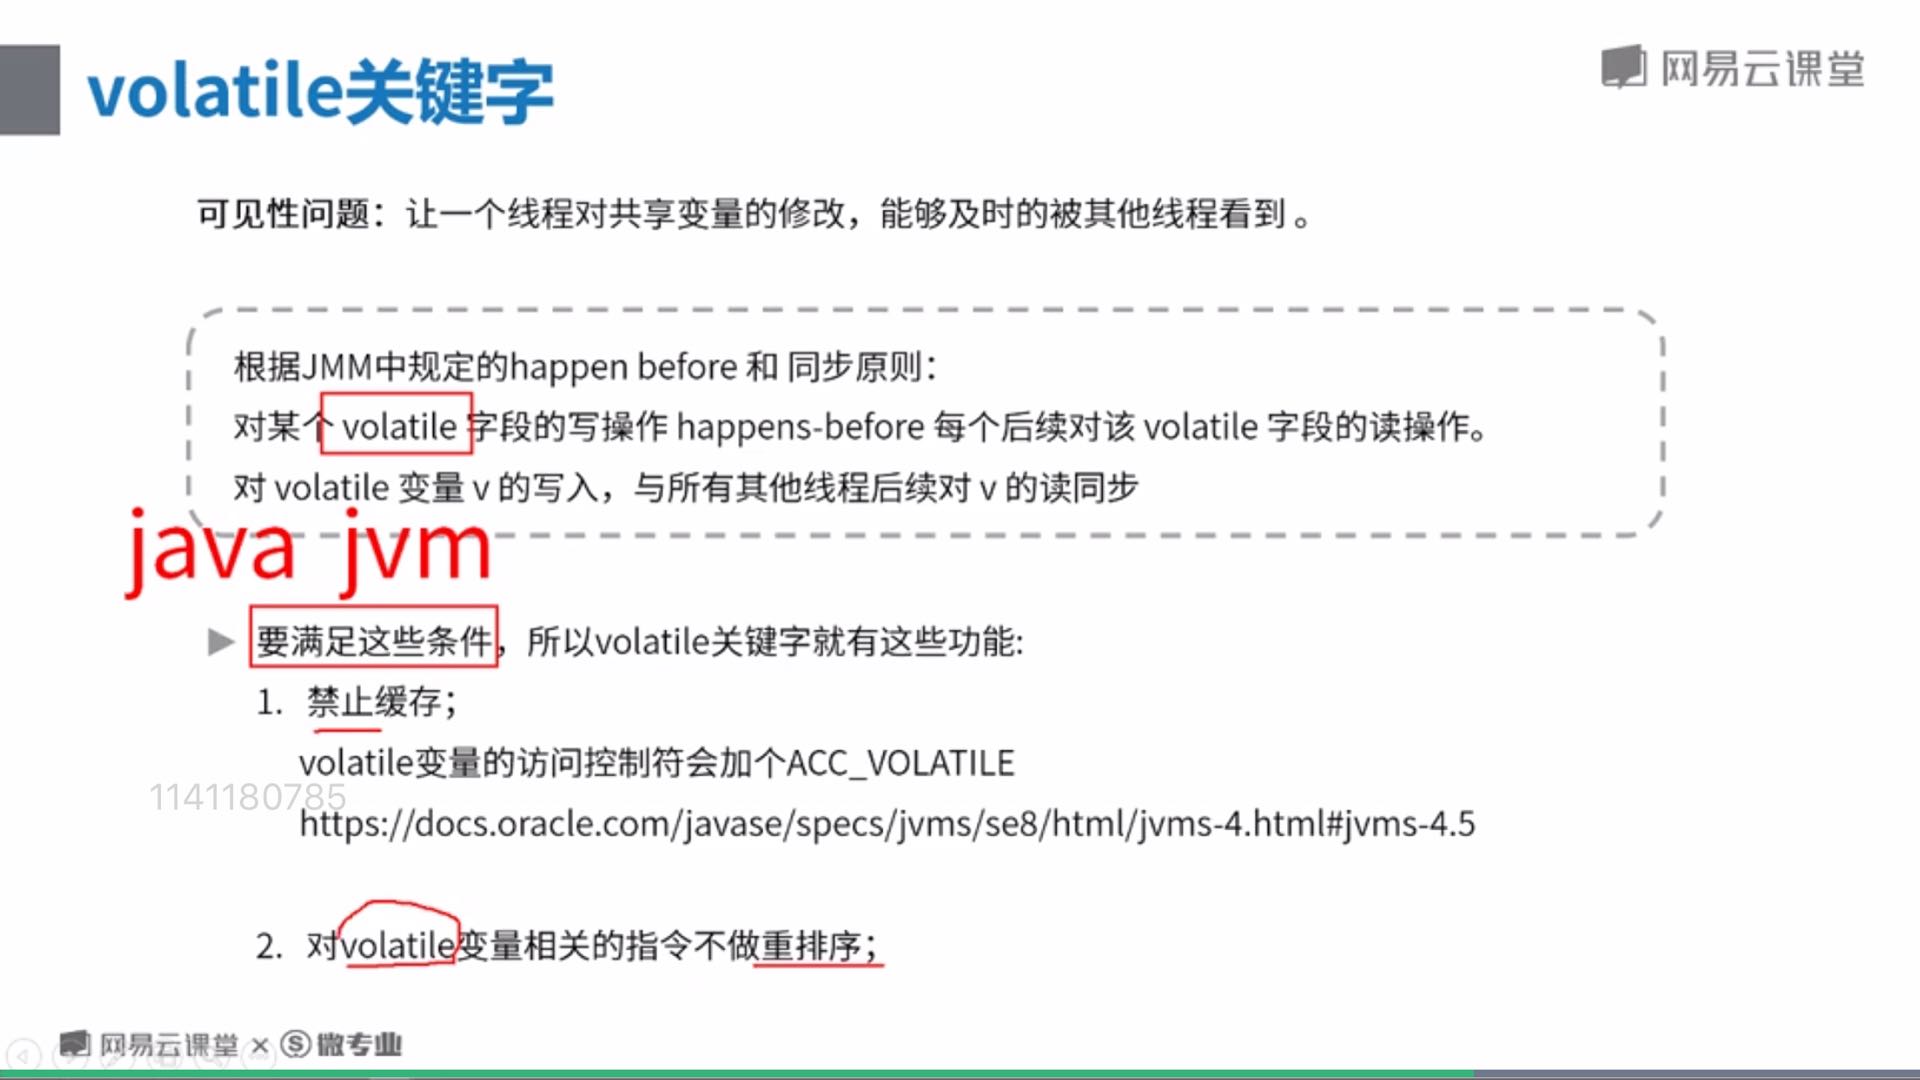 volatile关键字
网易云课堂
可见性问题：让一个线程对共享变量的修改，能够及时的被其他线程看到 。
根据JMM中规定的happen before 和 同步原则：
对某个 volatile 字段的写操作 happens-before 每个后续对该 volatile 字段的读操作。
对 volatile 变量 v 的写入，与所有其他线程后续对 v 的读同步
java jvm
要满足这些条件，所以volatile关键字就有这些功能:
1. 禁止缓存；
volatile变量的访问控制符会加个ACC_VOLATILE
1141180785
https://docs.oracle.com/javase/specs/jvms/se8/html/jvms-4.html#jvms-4.5
2. 对volatile变量相关的指令不做重排序；
网易云课堂 × 微专业